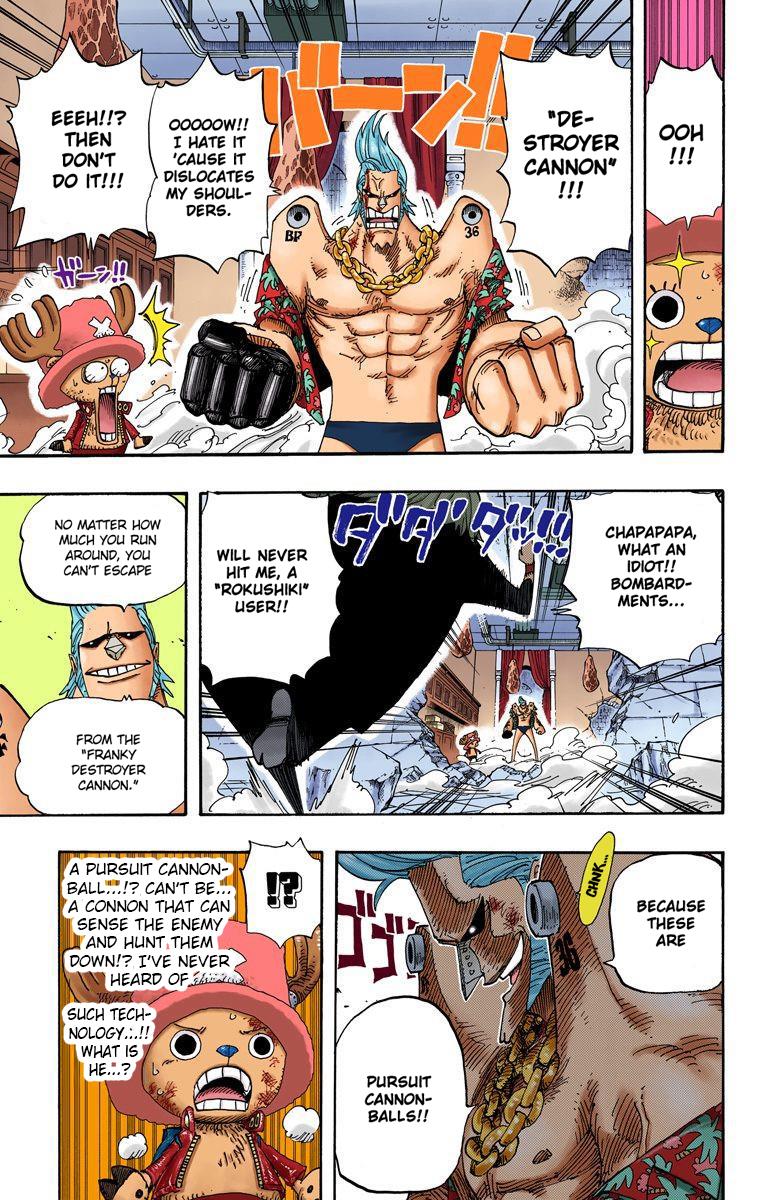 OOH
!!!
"DE-
STROYER
CANNON"
!!!
バーン!!
OOOOOW!!
I HATE IT
'CAUSE IT
DISLOCATES
MY SHOUL-
DERS.
BF
36
EEEH!!?
THEN
DON'T
DO IT!!!
ガーン!!
CHAPAPAPA,
WHAT AN
IDIOT!!
BOMBARD-
MENTS...
ダダダッ!!!
WILL NEVER
HIT ME, A
"ROKUSHIKI"
USER!!
NO MATTER HOW
MUCH YOU RUN
AROUND, YOU
CAN'T ESCAPE
FROM THE
"FRANKY
DESTROYER
CANNON."
CHNK...
BECAUSE
THESE
ARE
36
ゴゴ
PURSUIT
CANNON-
BALLS!!
!?
A PURSUIT CANNON-
BALL...!? CAN'T BE...
A CONNON THAT CAN
SENSE THE ENEMY
AND HUNT THEM
DOWN!? I'VE NEVER
HEARD OF
SUCH TECH-
NOLOGY...!!
WHAT IS
HE...?